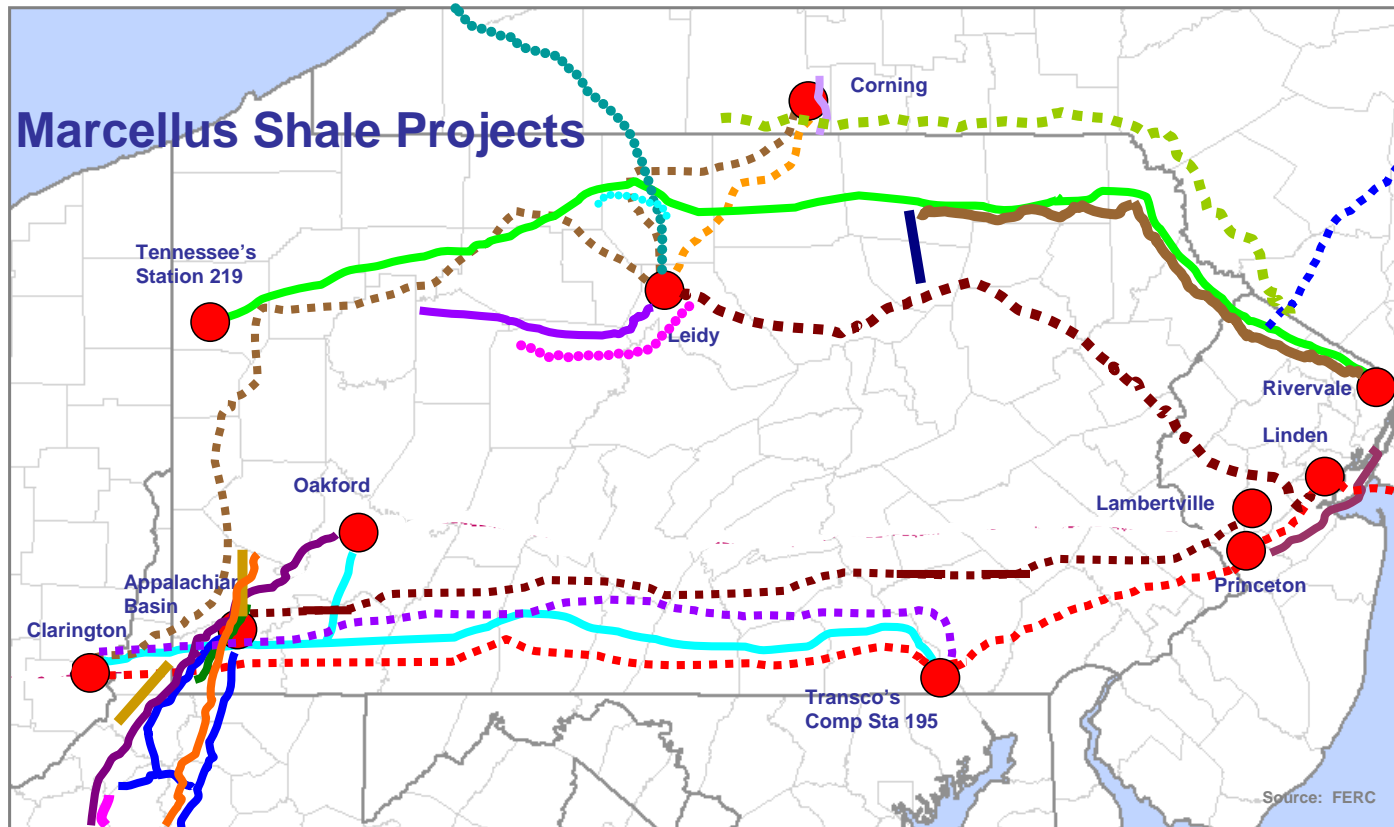 Corning
Marcellus Shale Projects
Tennessee's
Station 219
Leidy
Rivervale
Linden
Oakford
Lambertville
Appalachian
Basin
Princeton
Clarington
Transco's
Comp Sta 195
Source: FERC